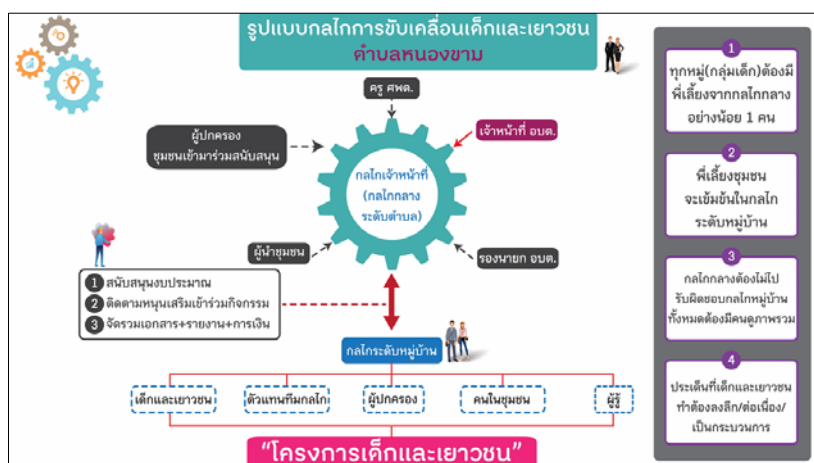 รูปแบบกลไกการขับเคลื่อนเด็กและเยาวชน
ตำบลหนองขาม
ครู ศพด.
ผู้ปกครอง
ชุมชนเข้ามาร่วมสนับสนุน
เจ้าหน้าที่ อบต.
กลไกเจ้าหน้าที่
(กลไกกลาง
ระดับตำบล)
ผู้นำชุมชน
รองนายก อบต.
1 สนับสนุนงบประมาณ
2 ติดตามหนุนเสริมเข้าร่วมกิจกรรม
3 จัดรวมเอกสาร+รายงาน+การเงิน
กลไกระดับหมู่บ้าน
เด็กและเยาวชน
ตัวแทนทีมกลไก
ผู้ปกครอง
คนในชุมชน
ผู้รู้
“โครงการเด็กและเยาวชน”
1
ทุกหมู่(กลุ่มเด็ก)ต้องมี
พี่เลี้ยงจากกลไกกลาง
อย่างน้อย 1 คน
2
พี่เลี้ยงชุมชน
จะเข้มข้นในกลไก
ระดับหมู่บ้าน
3
กลไกกลางต้องไม่ไป
รับผิดชอบกลไกหมู่บ้าน
ทั้งหมดต้องมีคนดูภาพรวม
4
ประเด็นที่เด็กและเยาวชน
ทำต้องลงลึก/ต่อเนื่อง/
เป็นกระบวนการ